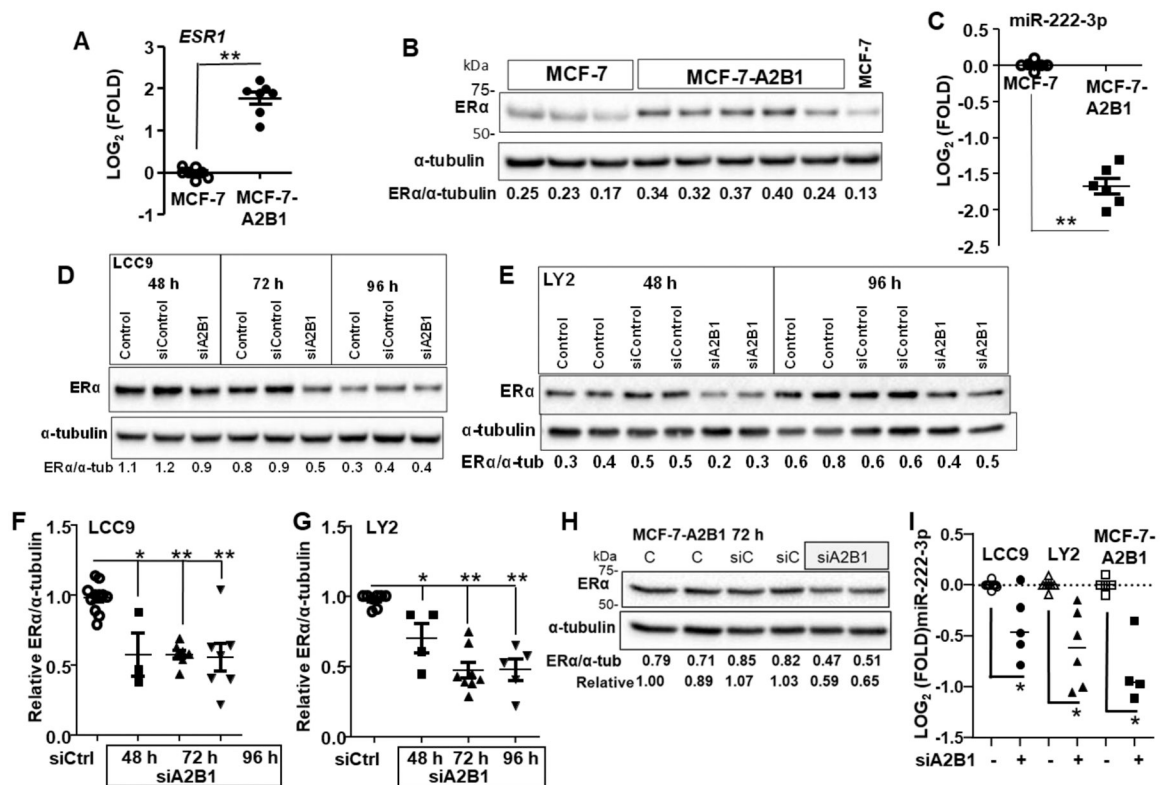 A
ESR1
**
LOG2 (FOLD)
3
2
1
0
-1
MCF-7
MCF-7-
A2B1
B
kDa
75-
50-
MCF-7
MCF-7-A2B1
MCF-7
ERα
α-tubulin
ERα/α-tubulin 0.25 0.23 0.17 0.34 0.32 0.37 0.40 0.24 0.13
C
miR-222-3p
LOG2 (FOLD)
0.0
-0.5
-1.0
-1.5
-2.0
-2.5
MCF-7
MCF-7-
A2B1
**
D
LCC9
48 h 72 h 96 h
Control siControl siA2B1 Control siControl siA2B1 Control siControl siA2B1
ERα
α-tubulin
ERα/α-tub 1.1 1.2 0.9 0.8 0.9 0.5 0.3 0.4 0.4
E
LY2 48 h 96 h
Control Control siControl siControl siA2B1 siA2B1 Control Control siControl siControl siA2B1 siA2B1
ERα
α-tubulin
ERα/α-tub 0.3 0.4 0.5 0.5 0.2 0.3 0.6 0.8 0.6 0.6 0.4 0.5
F
LCC9
Relative ERα/α-tubulin
1.5
1.0
0.5
0.0
* ** **
siCtrl 48 h 72 h 96 h
siA2B1
G
LY2
Relative ERα/α-tubulin
1.5
1.0
0.5
0.0
* ** **
siCtrl 48 h 72 h 96 h
siA2B1
H
MCF-7-A2B1 72 h
kDa C C siC siC siA2B1
75-
ERα
50-
α-tubulin
ERα/α-tub 0.79 0.71 0.85 0.82 0.47 0.51
Relative 1.00 0.89 1.07 1.03 0.59 0.65
I
LOG2 (FOLD)miR-222-3p
0.5
0.0
-0.5
-1.0
-1.5
LCC9 LY2 MCF-7-
A2B1
* * *
siA2B1 - + - + - +